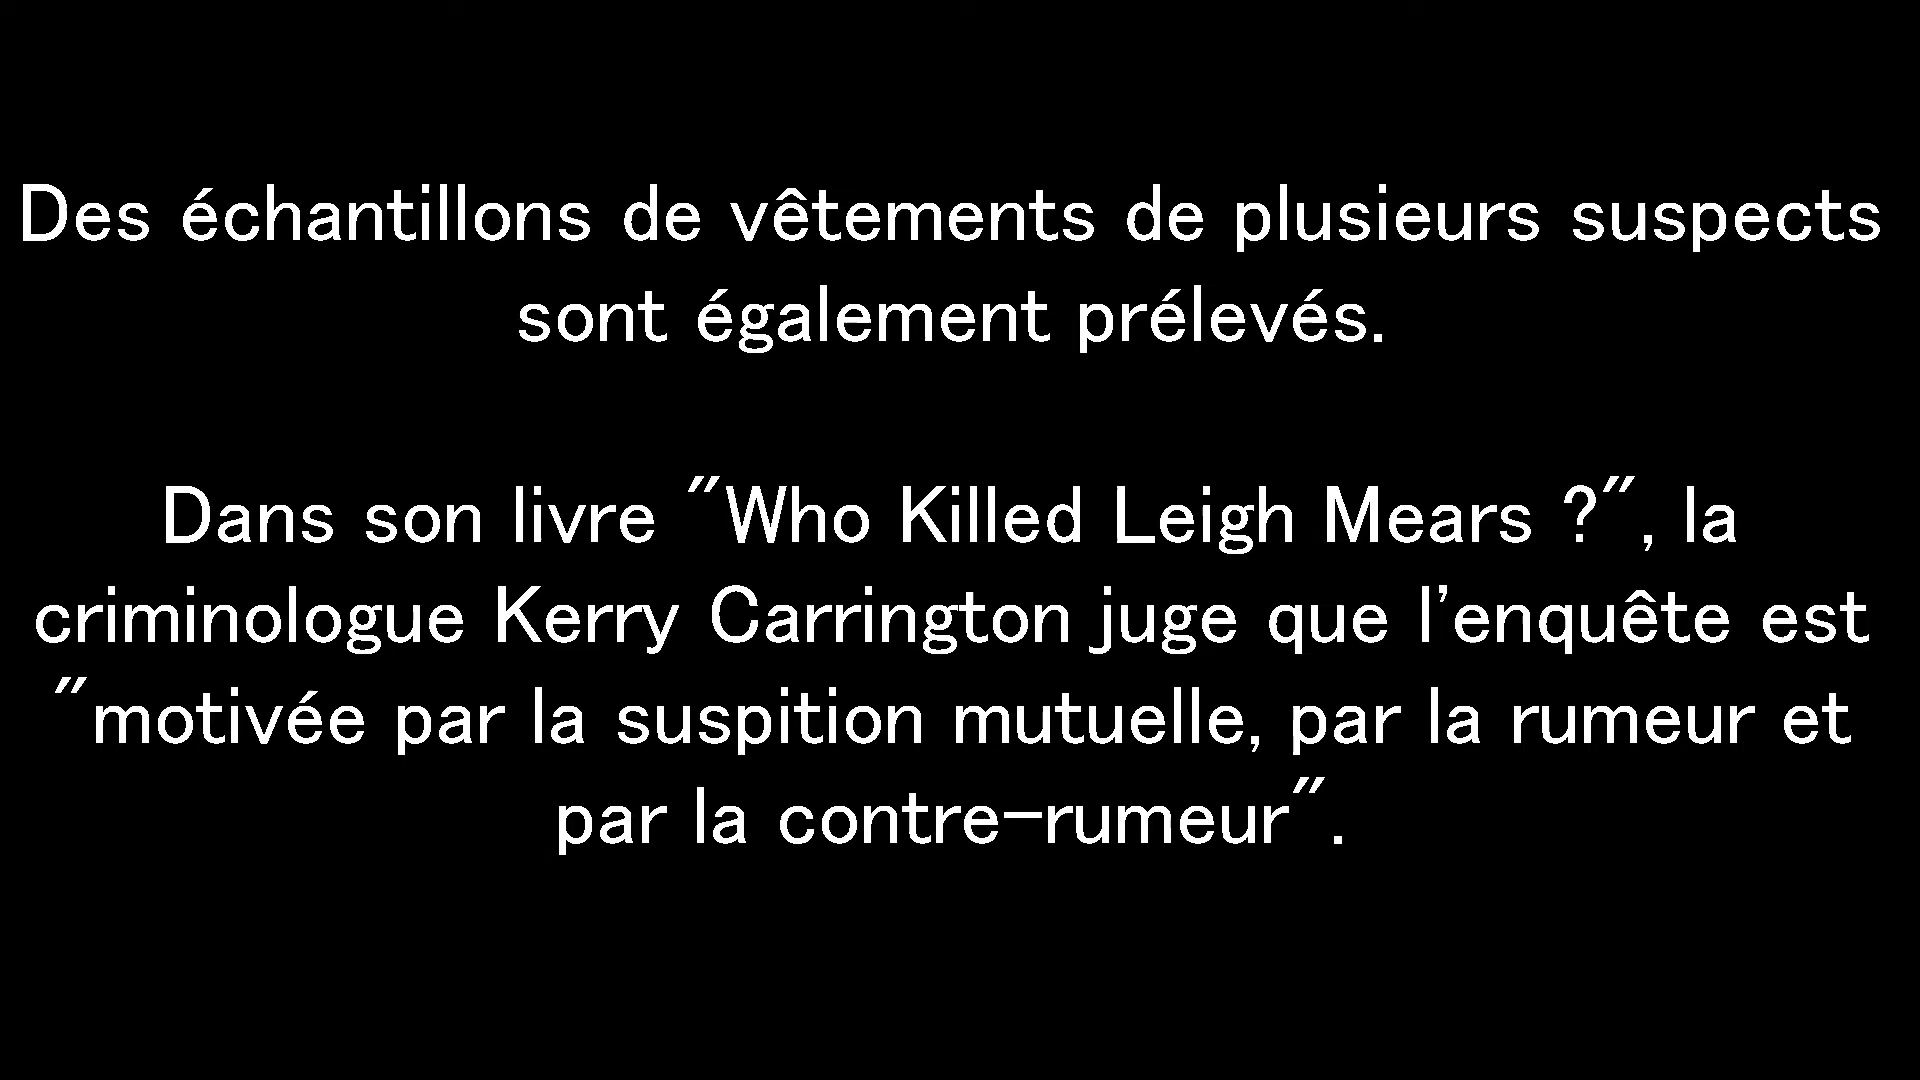 Des échantillons de vêtements de plusieurs suspects
sont également prélevés.
Dans son livre "Who Killed Leigh Mears ?", la
criminologue Kerry Carrington juge que l'enquête est
"motivée par la suspition mutuelle, par la rumeur et
par la contre-rumeur".